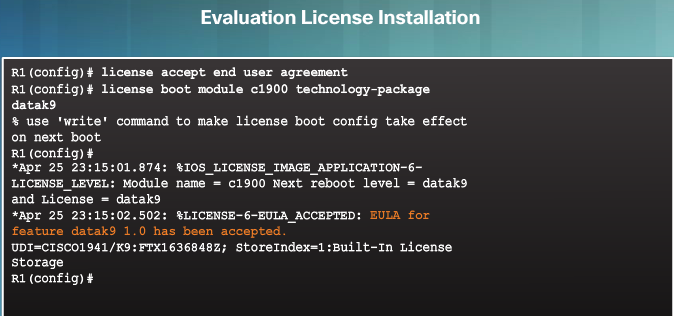 Evaluation License Installation
R1(config)# license accept end user agreement
R1(config)# license boot module c1900 technology-package
datak9
% use 'write' command to make license boot config take effect
on next boot
R1(config)#
*Apr 25 23:15:01.874: %IOS_LICENSE_IMAGE_APPLICATION-6-
LICENSE_LEVEL: Module name = c1900 Next reboot level = datak9
and License = datak9
*Apr 25 23:15:02.502: %LICENSE-6-EULA_ACCEPTED: EULA for
feature datak9 1.0 has been accepted.
UDI=CISCO1941/K9:FTX1636848Z; StoreIndex=1:Built-In License
Storage
R1(config)#